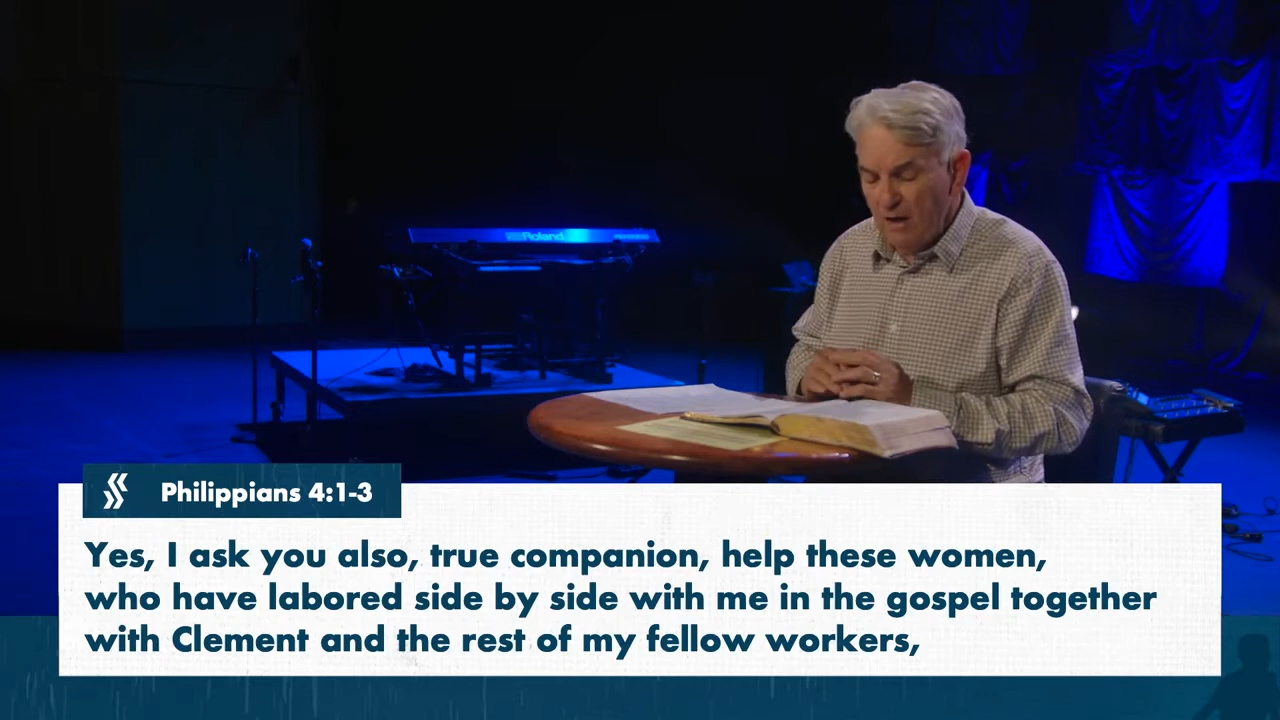 Roland
Philippians 4:1-3
Yes, I ask you also, true companion, help these women,
who have labored side by side with me in the gospel together
with Clement and the rest of my fellow workers,